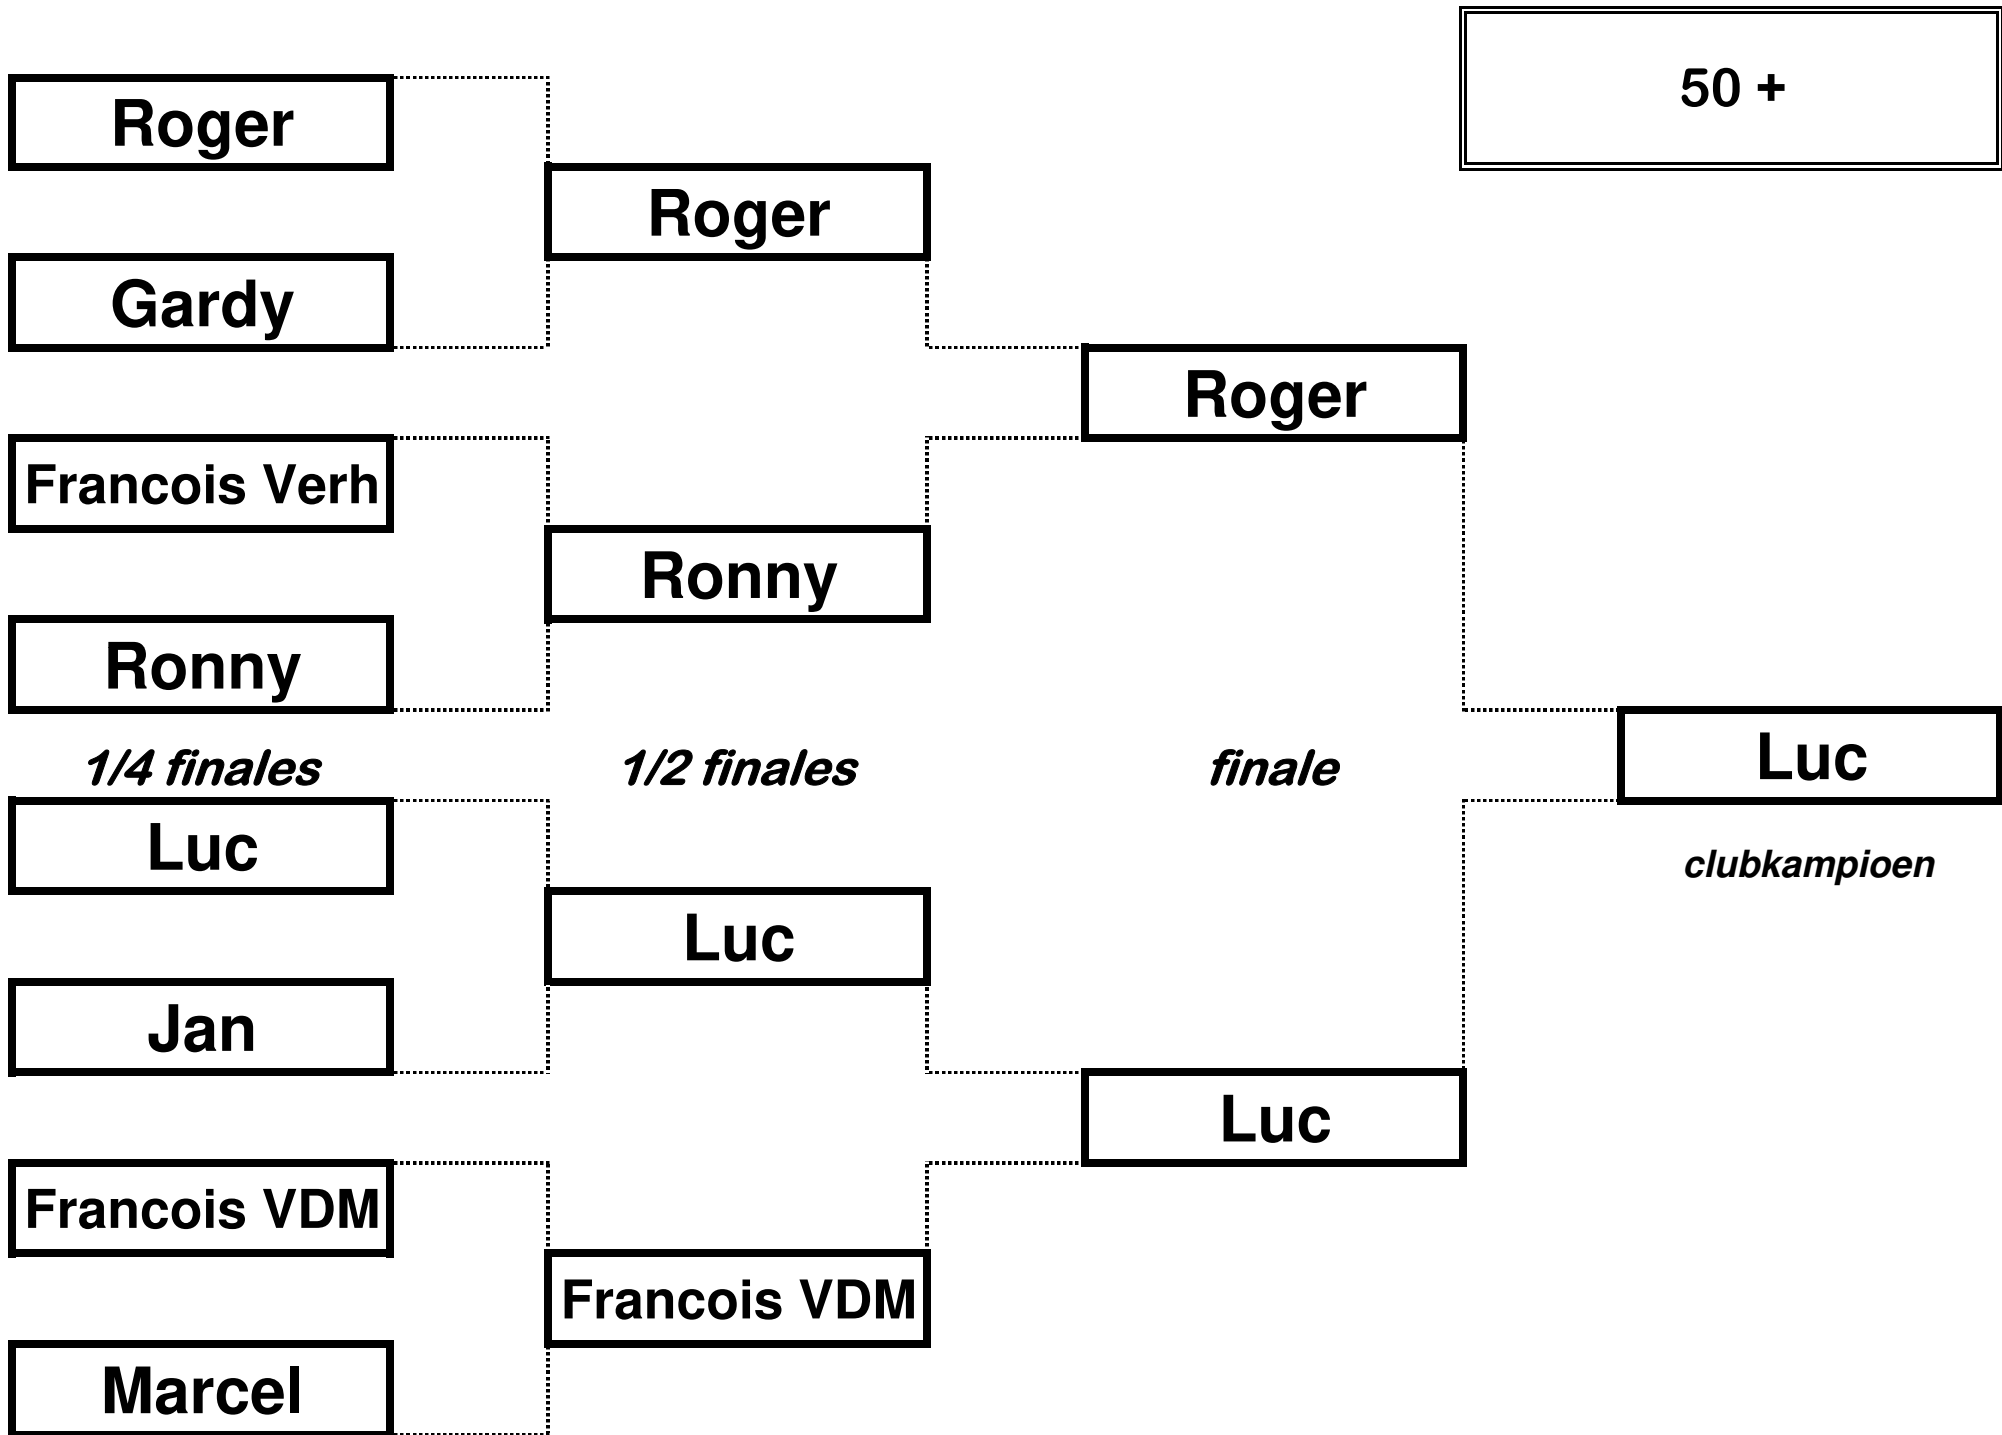 50 +
Roger
Roger
Gardy
Roger
Francois Verh
Ronny
Ronny
1/4 finales
1/2 finales
finale
Luc
Luc
clubkampioen
Luc
Jan
Luc
Francois VDM
Francois VDM
Marcel